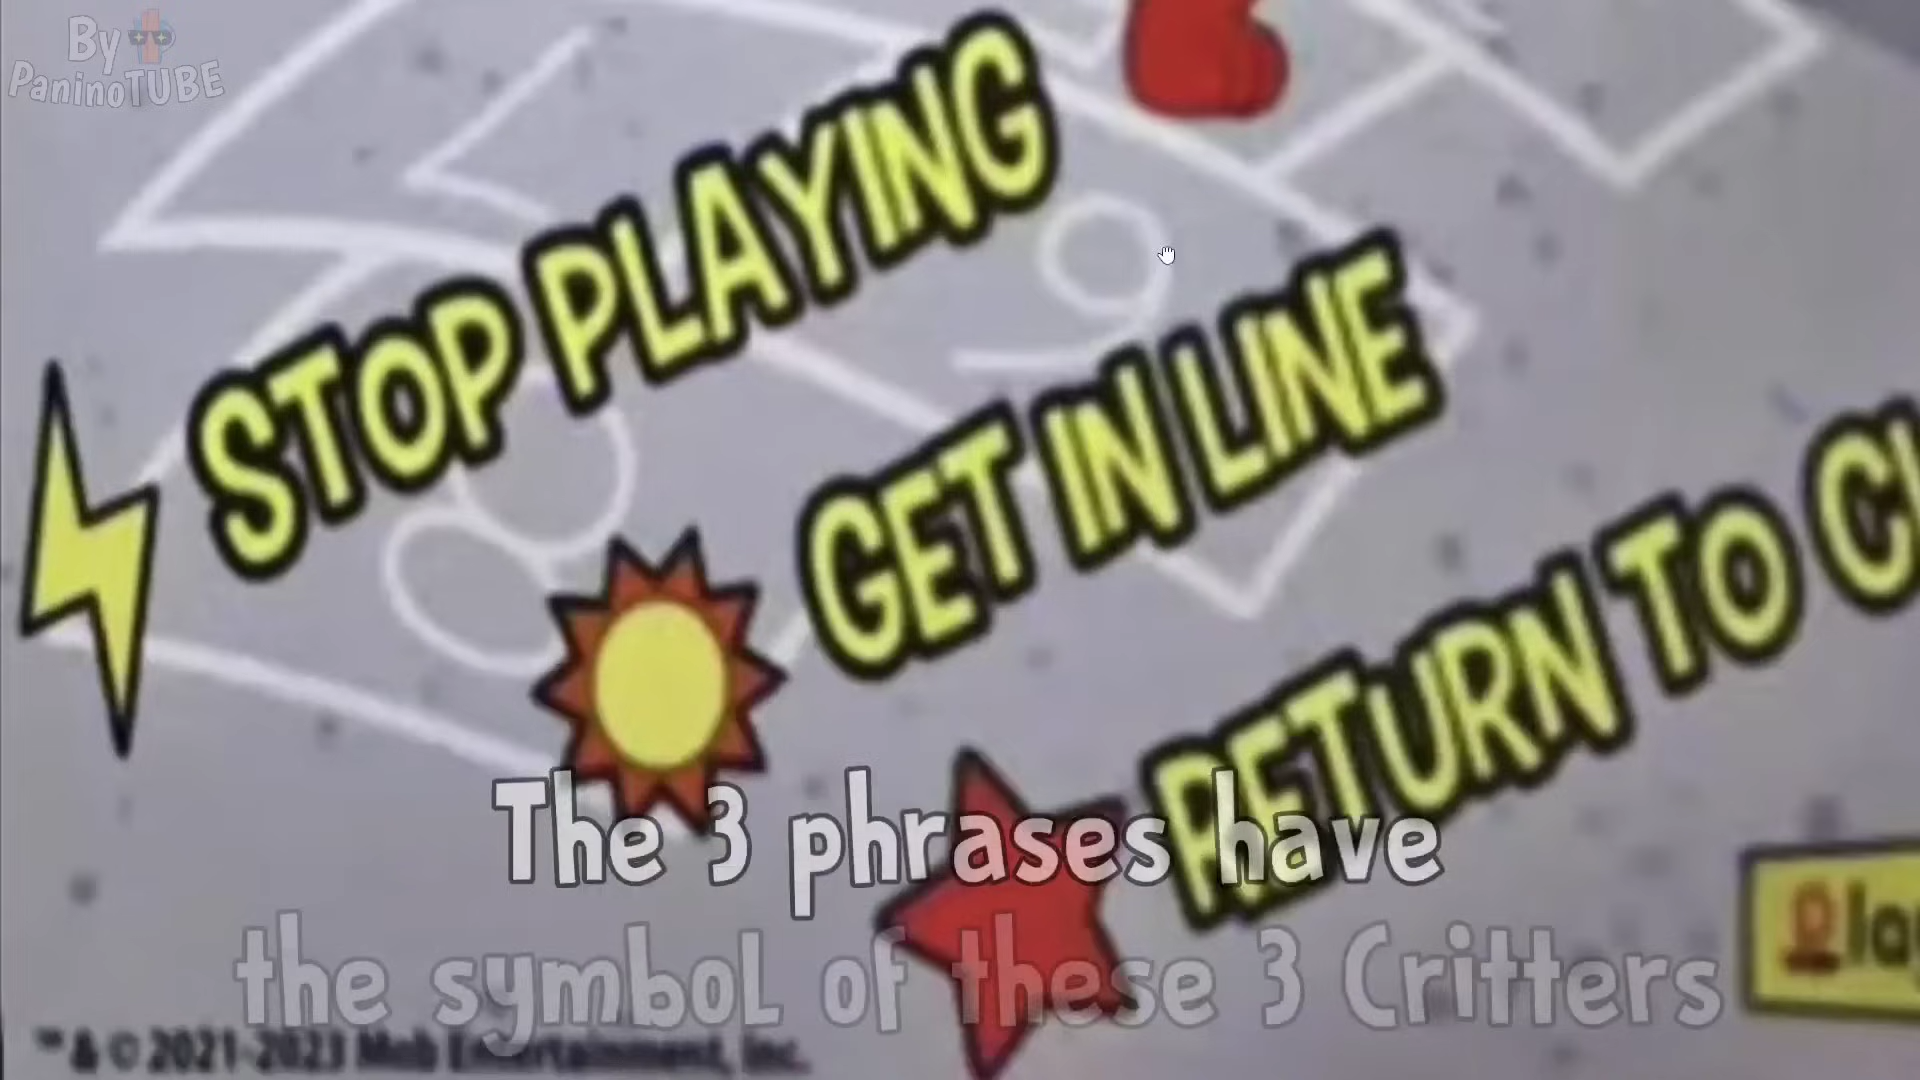 By
PaninoTUBE
STOP PLAYING
GET IN LINE
RETURN TO
The 3 phrases have
the symbol of these 3 Critters
™ & © 2021-2023 Mob Entertainment, Inc.